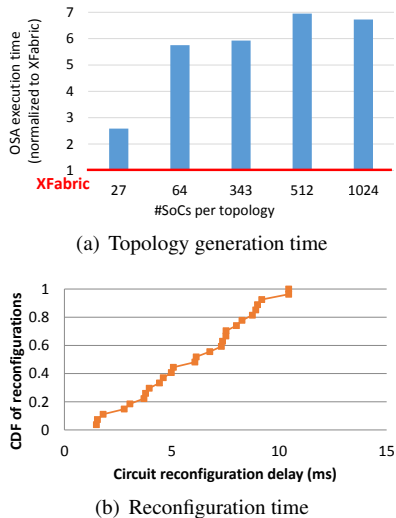 OSA execution time
(normalized to XFabric)
7
6
5
4
3
2
1
XFabric
27 64 343 512 1024
#SoCs per topology
(a) Topology generation time
CDF of reconfigurations
1
0.8
0.6
0.4
0.2
0
0 5 10 15
Circuit reconfiguration delay (ms)
(b) Reconfiguration time